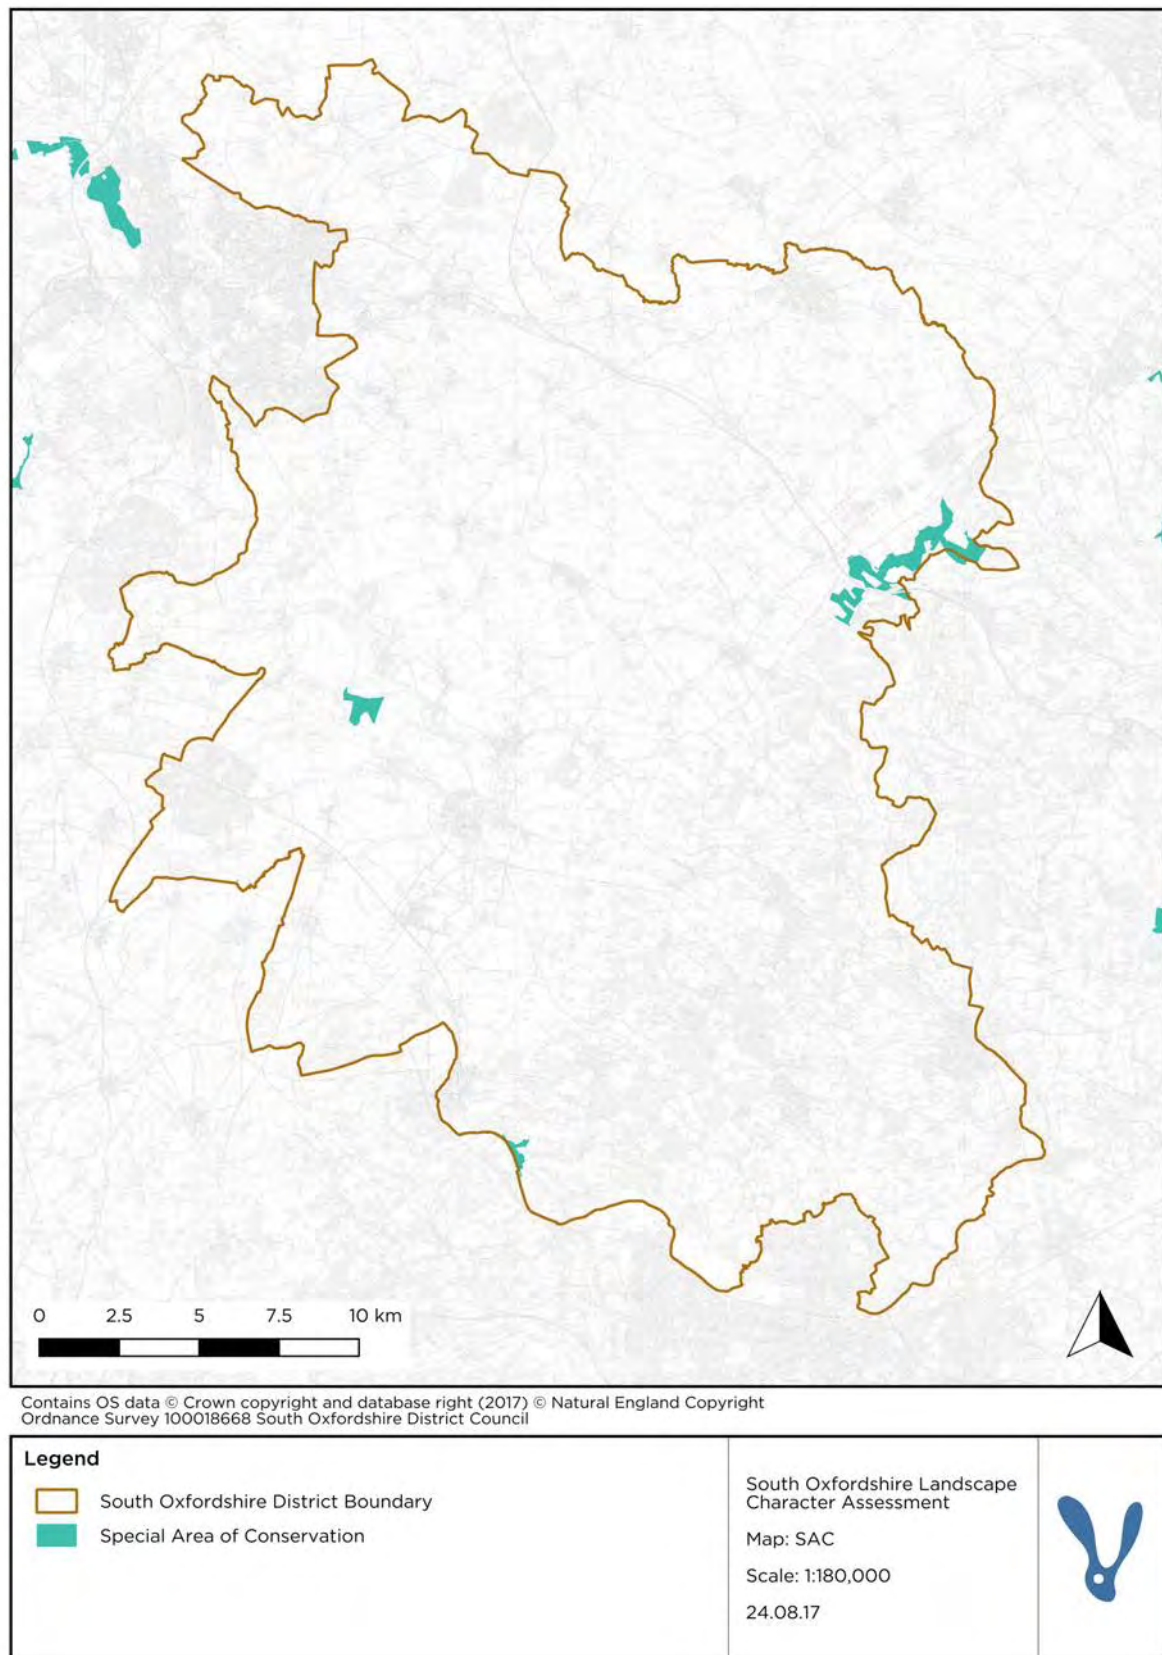 0 2.5 5 7.5 10 km
Contains OS data © Crown copyright and database right (2017) © Natural England Copyright
Ordnance Survey 100018668 South Oxfordshire District Council
Legend
South Oxfordshire District Boundary
Special Area of Conservation
South Oxfordshire Landscape
Character Assessment
Map: SAC
Scale: 1:180,000
24.08.17